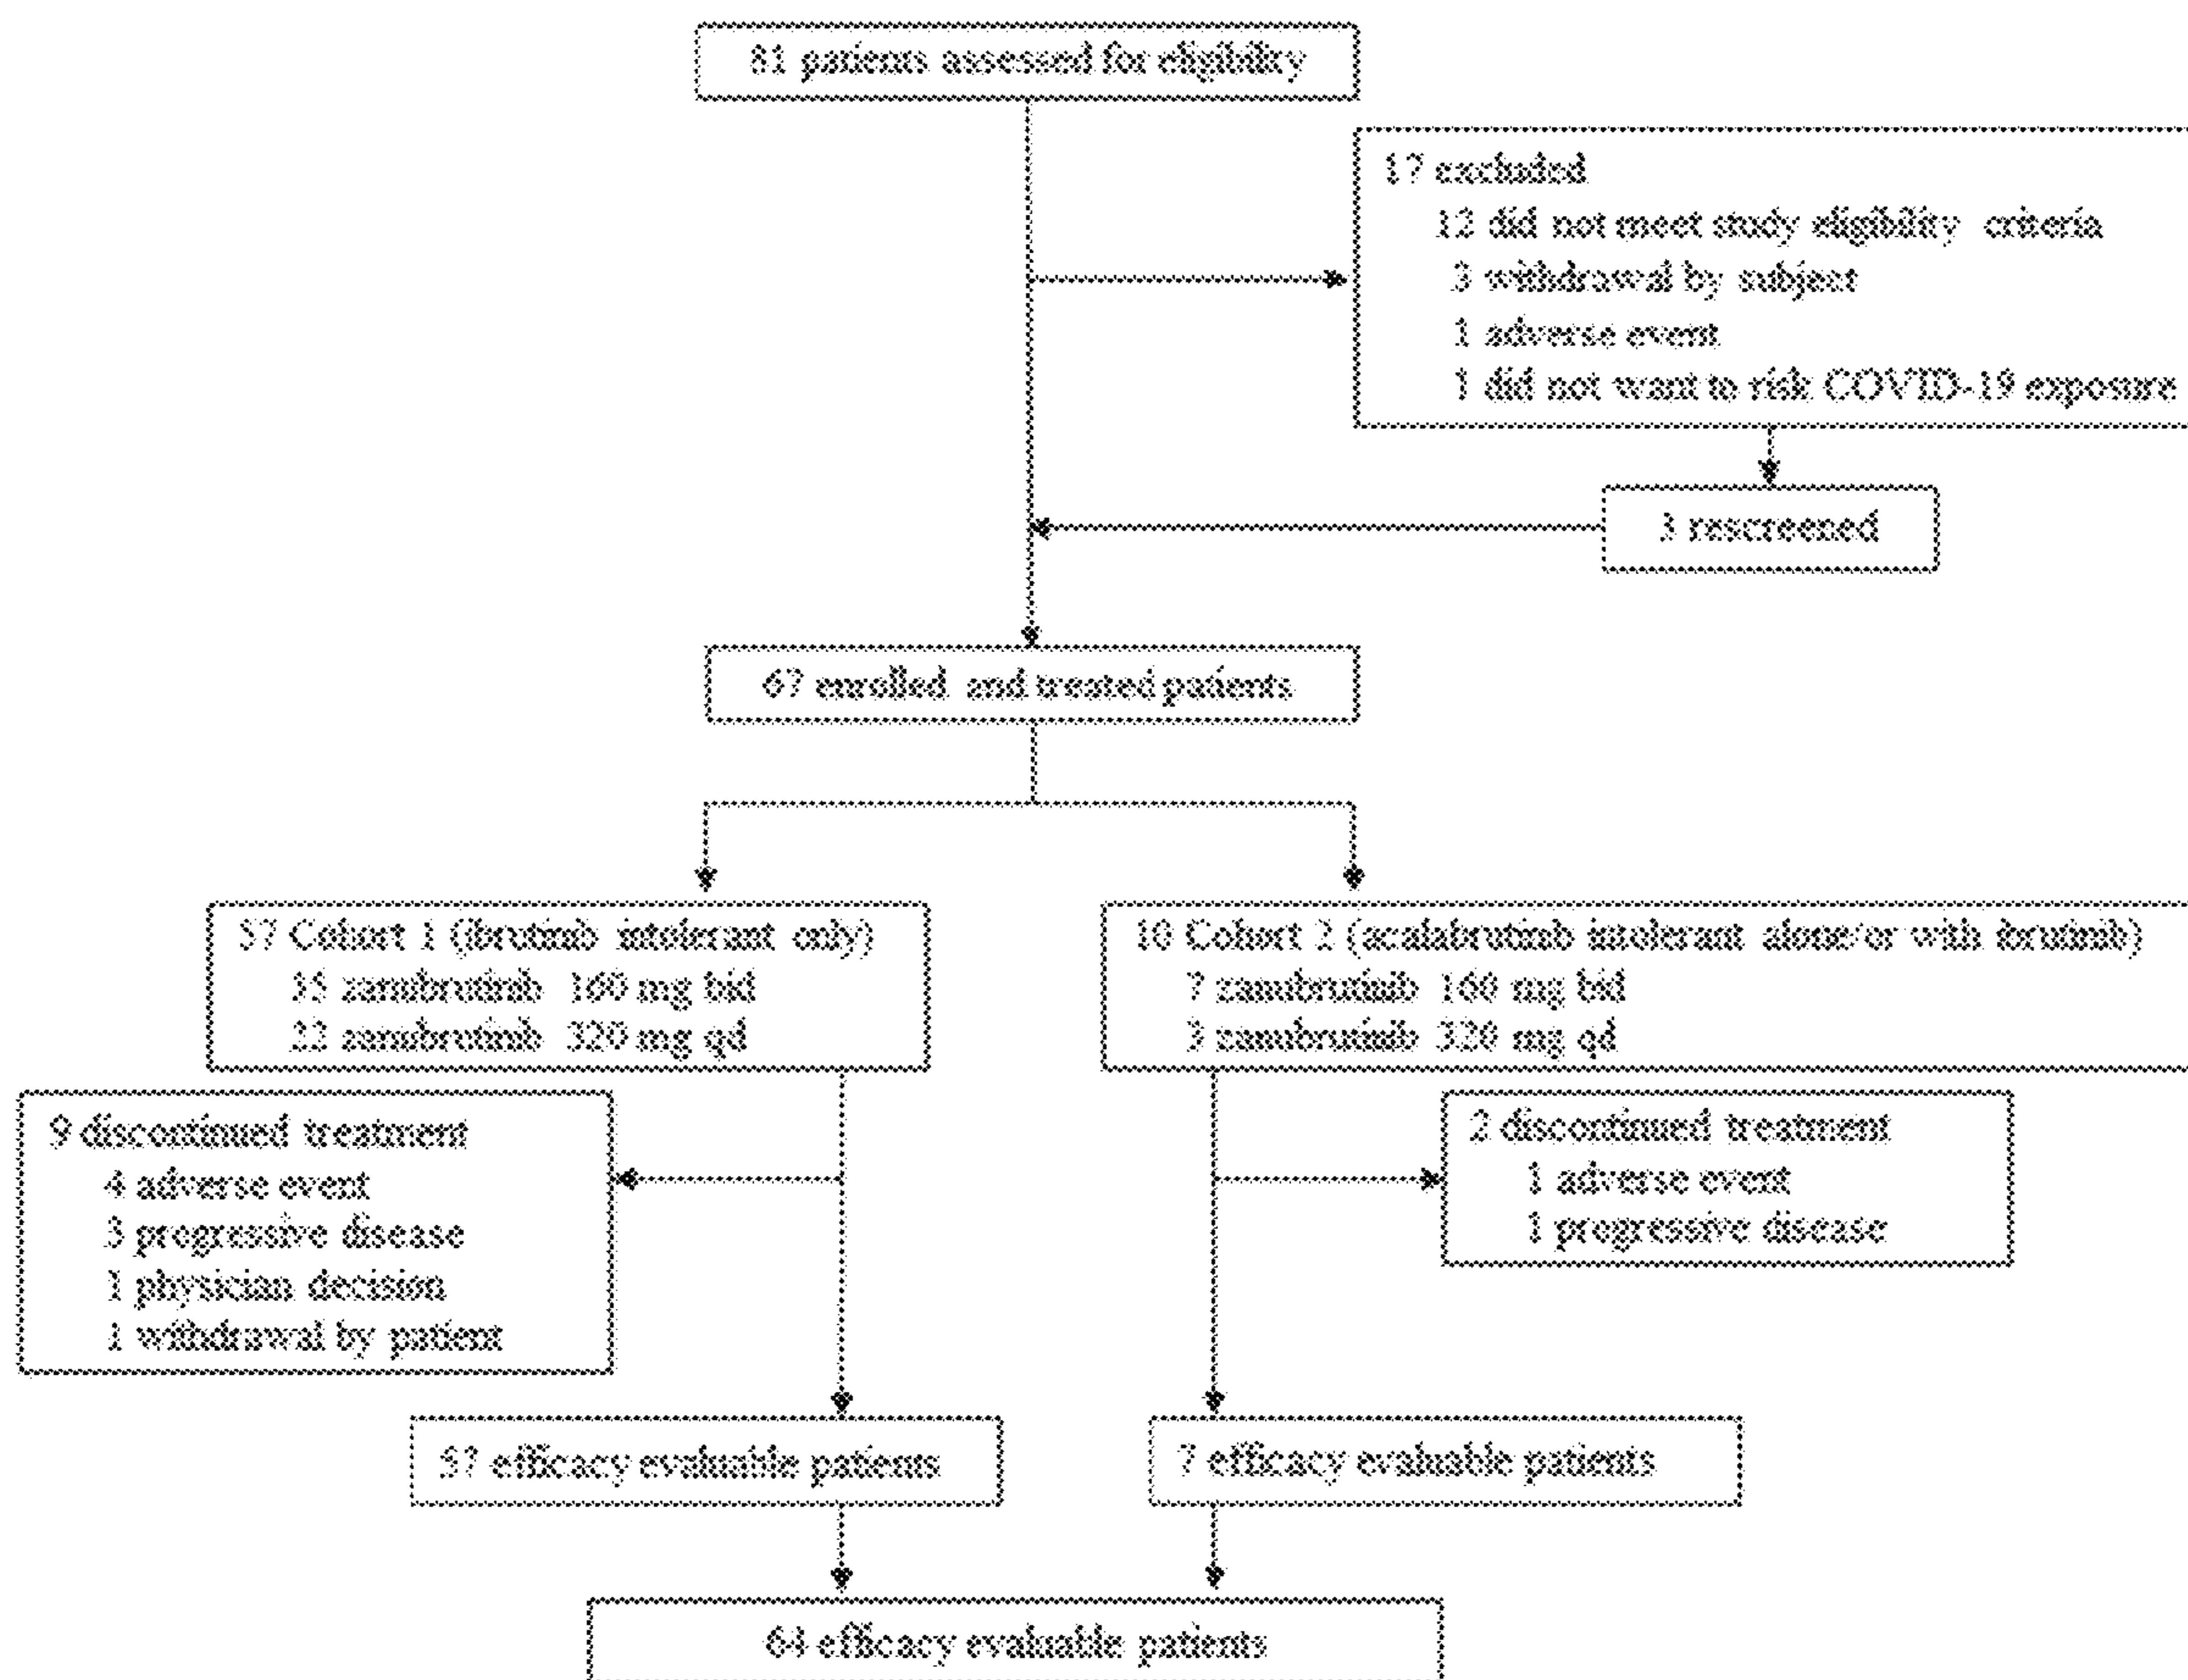 81 patients assessed for eligibility
17 excluded
12 did not meet study eligibility criteria
3 withdrawal by subject
1 adverse event
1 did not want to risk COVID-19 exposure
3 rescreened
67 enrolled and treated patients
57 Cohort 1 (ibrutinib intolerant only)
35 zanubrutinib 160 mg bid
22 zanubrutinib 320 mg qd
10 Cohort 2 (acalabrutinib intolerant alone/or with ibrutinib)
7 zanubrutinib 160 mg bid
3 zanubrutinib 320 mg qd
9 discontinued treatment
4 adverse event
3 progressive disease
1 physician decision
1 withdrawal by patient
2 discontinued treatment
1 adverse event
1 progressive disease
57 efficacy evaluable patients
7 efficacy evaluable patients
64 efficacy evaluable patients